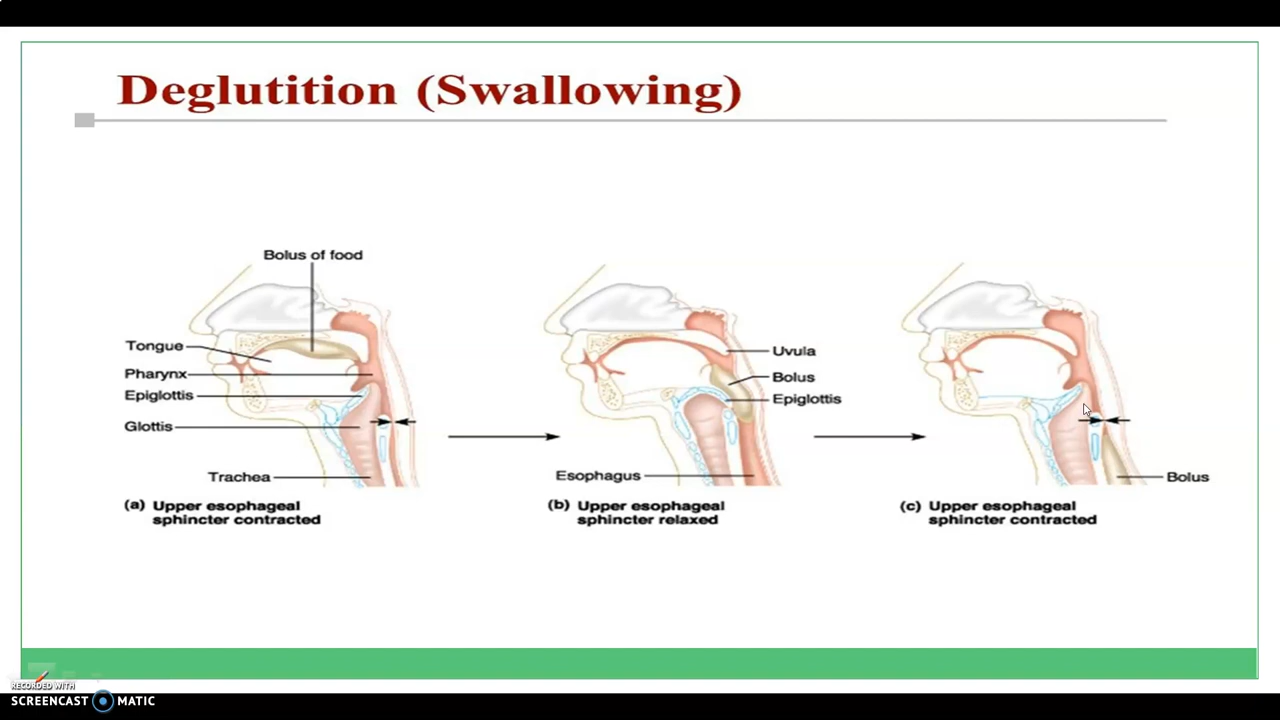 Deglutition (Swallowing)
Bolus of food
Tongue
Pharynx
Epiglottis
Glottis
Trachea
(a) Upper esophageal
sphincter contracted
Uvula
Bolus
Epiglottis
Esophagus
(b) Upper esophageal
sphincter relaxed
Bolus
(c) Upper esophageal
sphincter contracted
RECORDED WITH
SCREENCAST MATIC